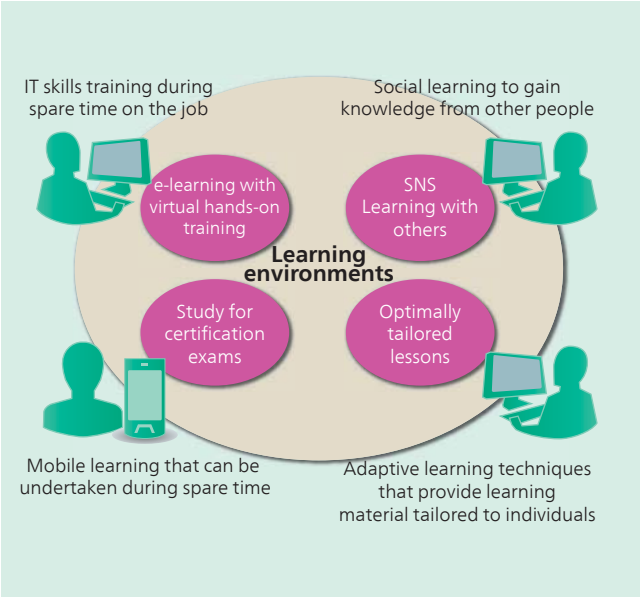 IT skills training during
spare time on the job
Social learning to gain
knowledge from other people
e-learning with
virtual hands-on
training
SNS
Learning with
others
Learning
environments
Study for
certification
exams
Optimally
tailored
lessons
Mobile learning that can be
undertaken during spare time
Adaptive learning techniques
that provide learning
material tailored to individuals